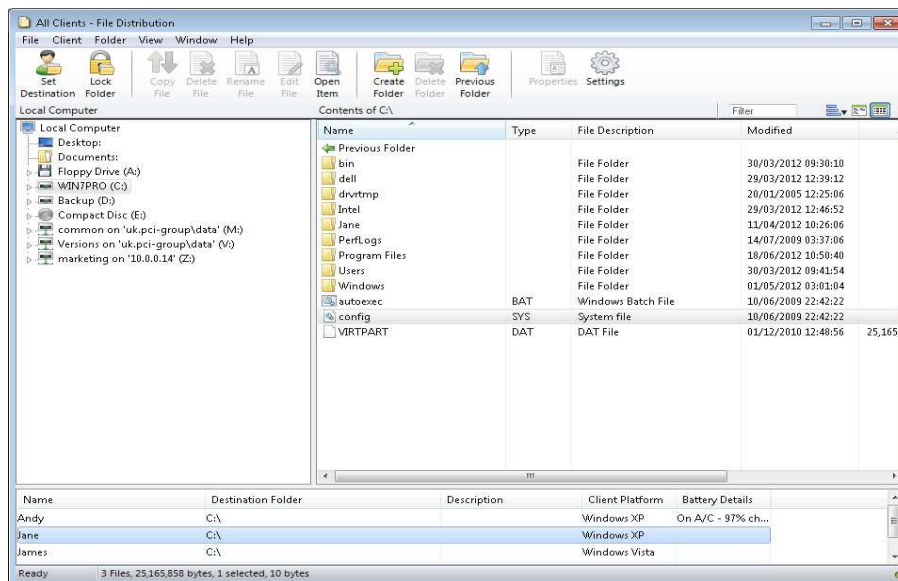 All Clients - File Distribution
File Client Folder View Window Help
Set Destination Lock Folder Copy File Delete File Rename File Edit File Open Item Create Folder Delete Folder Previous Folder Properties Settings
Local Computer Contents of C:\ Filter
Local Computer
Desktop:
Documents:
Floppy Drive (A:)
WIN7PRO (C:)
Backup (D:)
Compact Disc (E:)
common on 'uk.pci-group\data' (M:)
Versions on 'uk.pci-group\data' (V:)
marketing on '10.0.0.14' (Z:)
Name Type File Description Modified
Previous Folder
bin File Folder 30/03/2012 09:30:10
dell File Folder 29/03/2012 12:39:12
drvrtmp File Folder 20/01/2005 12:25:06
Intel File Folder 29/03/2012 12:46:52
Jane File Folder 11/04/2012 10:26:06
PerfLogs File Folder 14/07/2009 03:37:06
Program Files File Folder 18/06/2012 10:50:40
Users File Folder 30/03/2012 09:41:54
Windows File Folder 01/05/2012 03:01:04
autoexec BAT Windows Batch File 10/06/2009 22:42:22
config SYS System file 10/06/2009 22:42:22
VIRTPART DAT DAT File 01/12/2010 12:48:56 25,165
Name Destination Folder Description Client Platform Battery Details
Andy C:\ Windows XP On A/C - 97% ch...
Jane C:\ Windows XP
James C:\ Windows Vista
Ready 3 Files, 25,165,858 bytes, 1 selected, 10 bytes